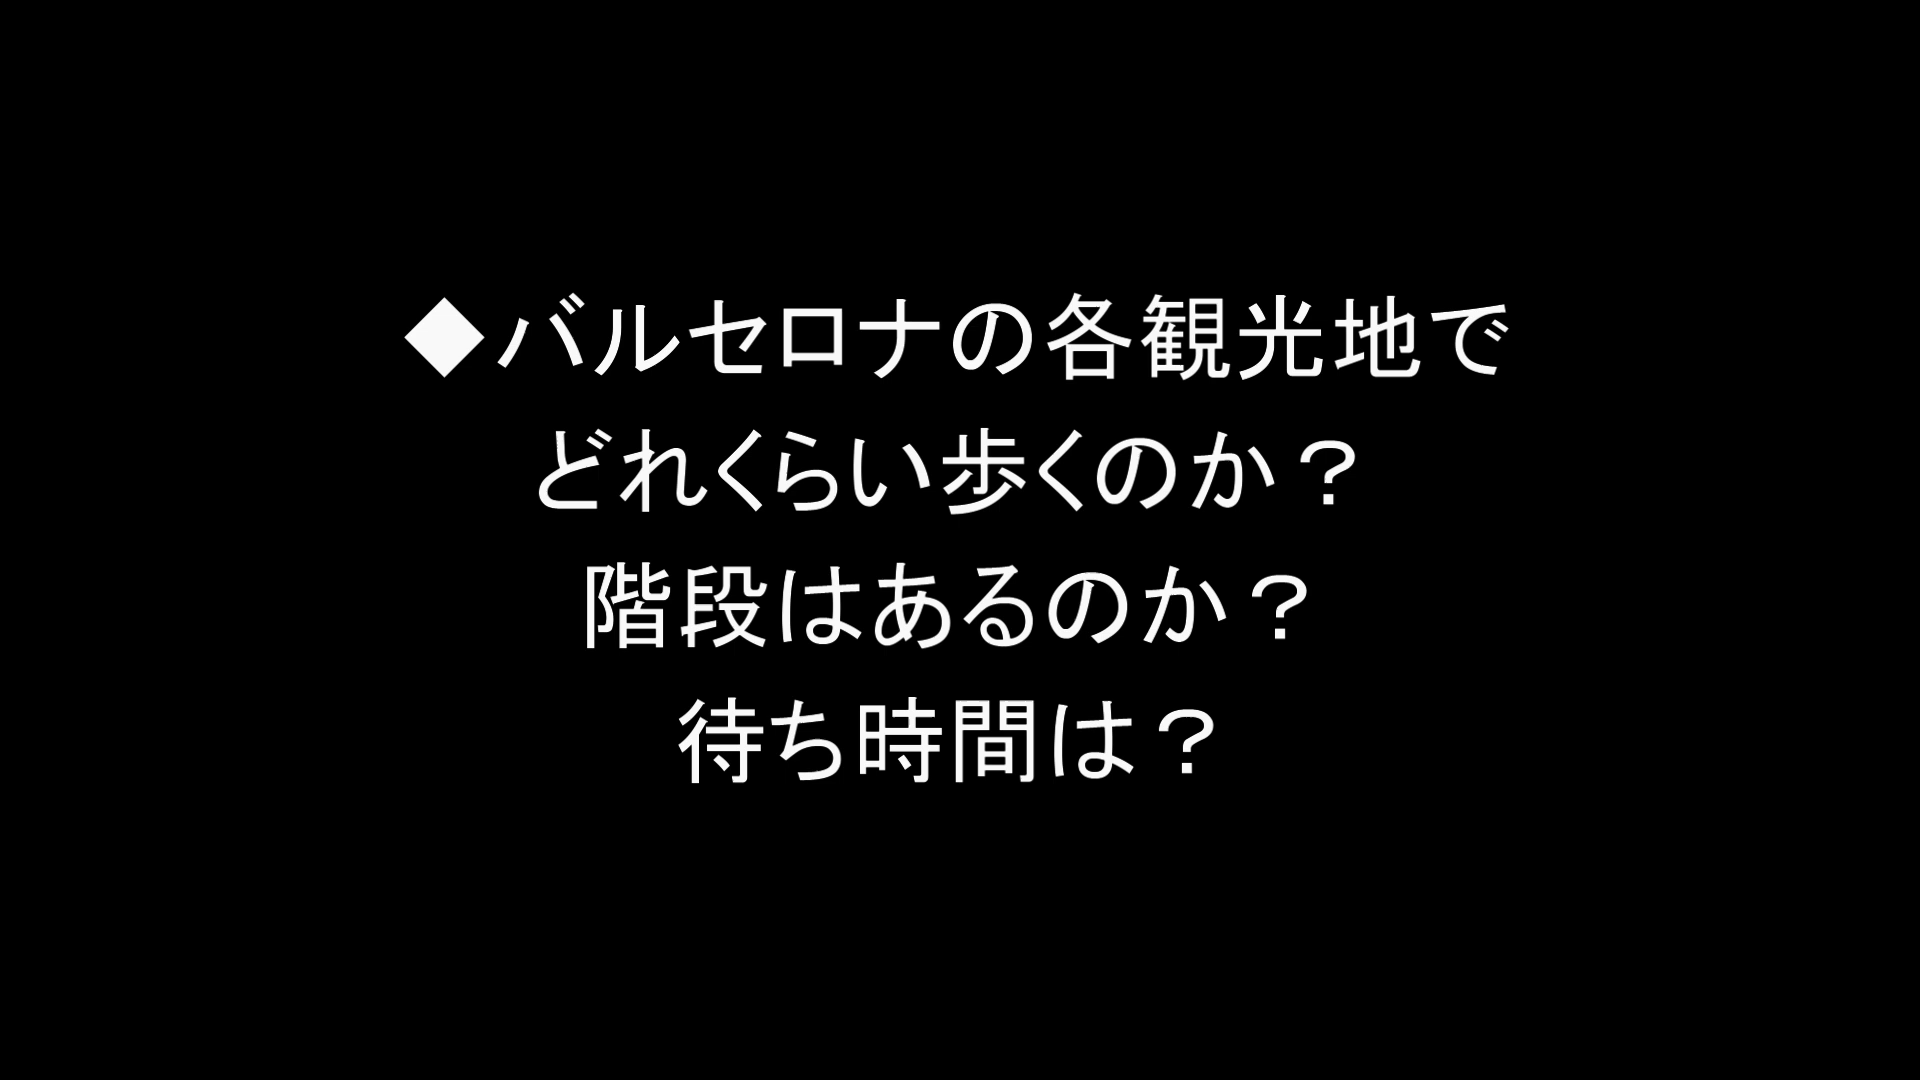 ◆バルセロナの各観光地で
どれくらい歩くのか？
階段はあるのか？
待ち時間は？